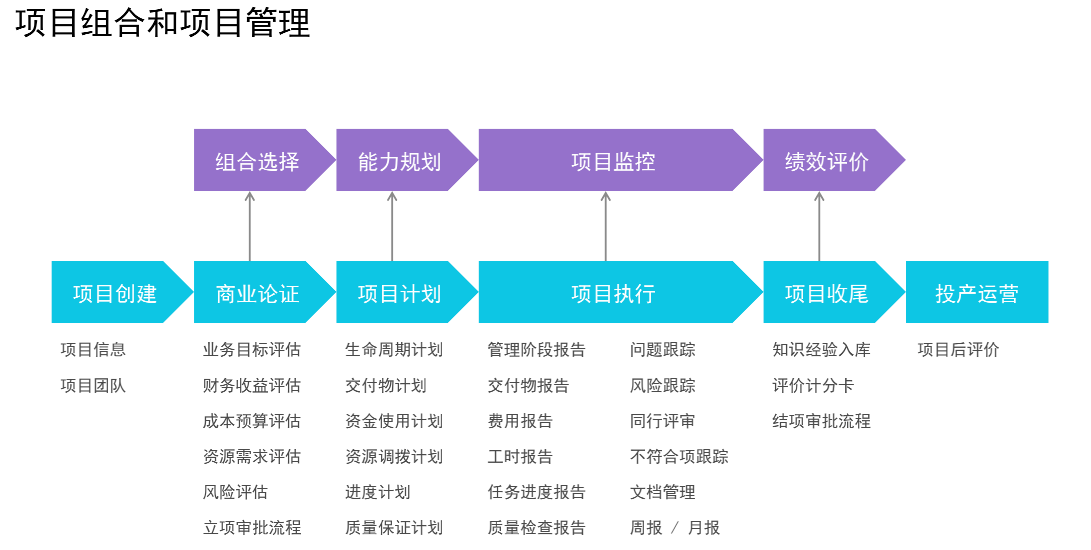 项目组合和项目管理
组合选择
能力规划
项目监控
绩效评价
项目创建
商业论证
项目计划
项目执行
项目收尾
投产运营
项目信息
项目团队
业务目标评估
财务收益评估
成本预算评估
资源需求评估
风险评估
立项审批流程
生命周期计划
交付物计划
资金使用计划
资源调拨计划
进度计划
质量保证计划
管理阶段报告
交付物报告
费用报告
工时报告
任务进度报告
质量检查报告
问题跟踪
风险跟踪
同行评审
不符合项跟踪
文档管理
周报 / 月报
知识经验入库
评价计分卡
结项审批流程
项目后评价